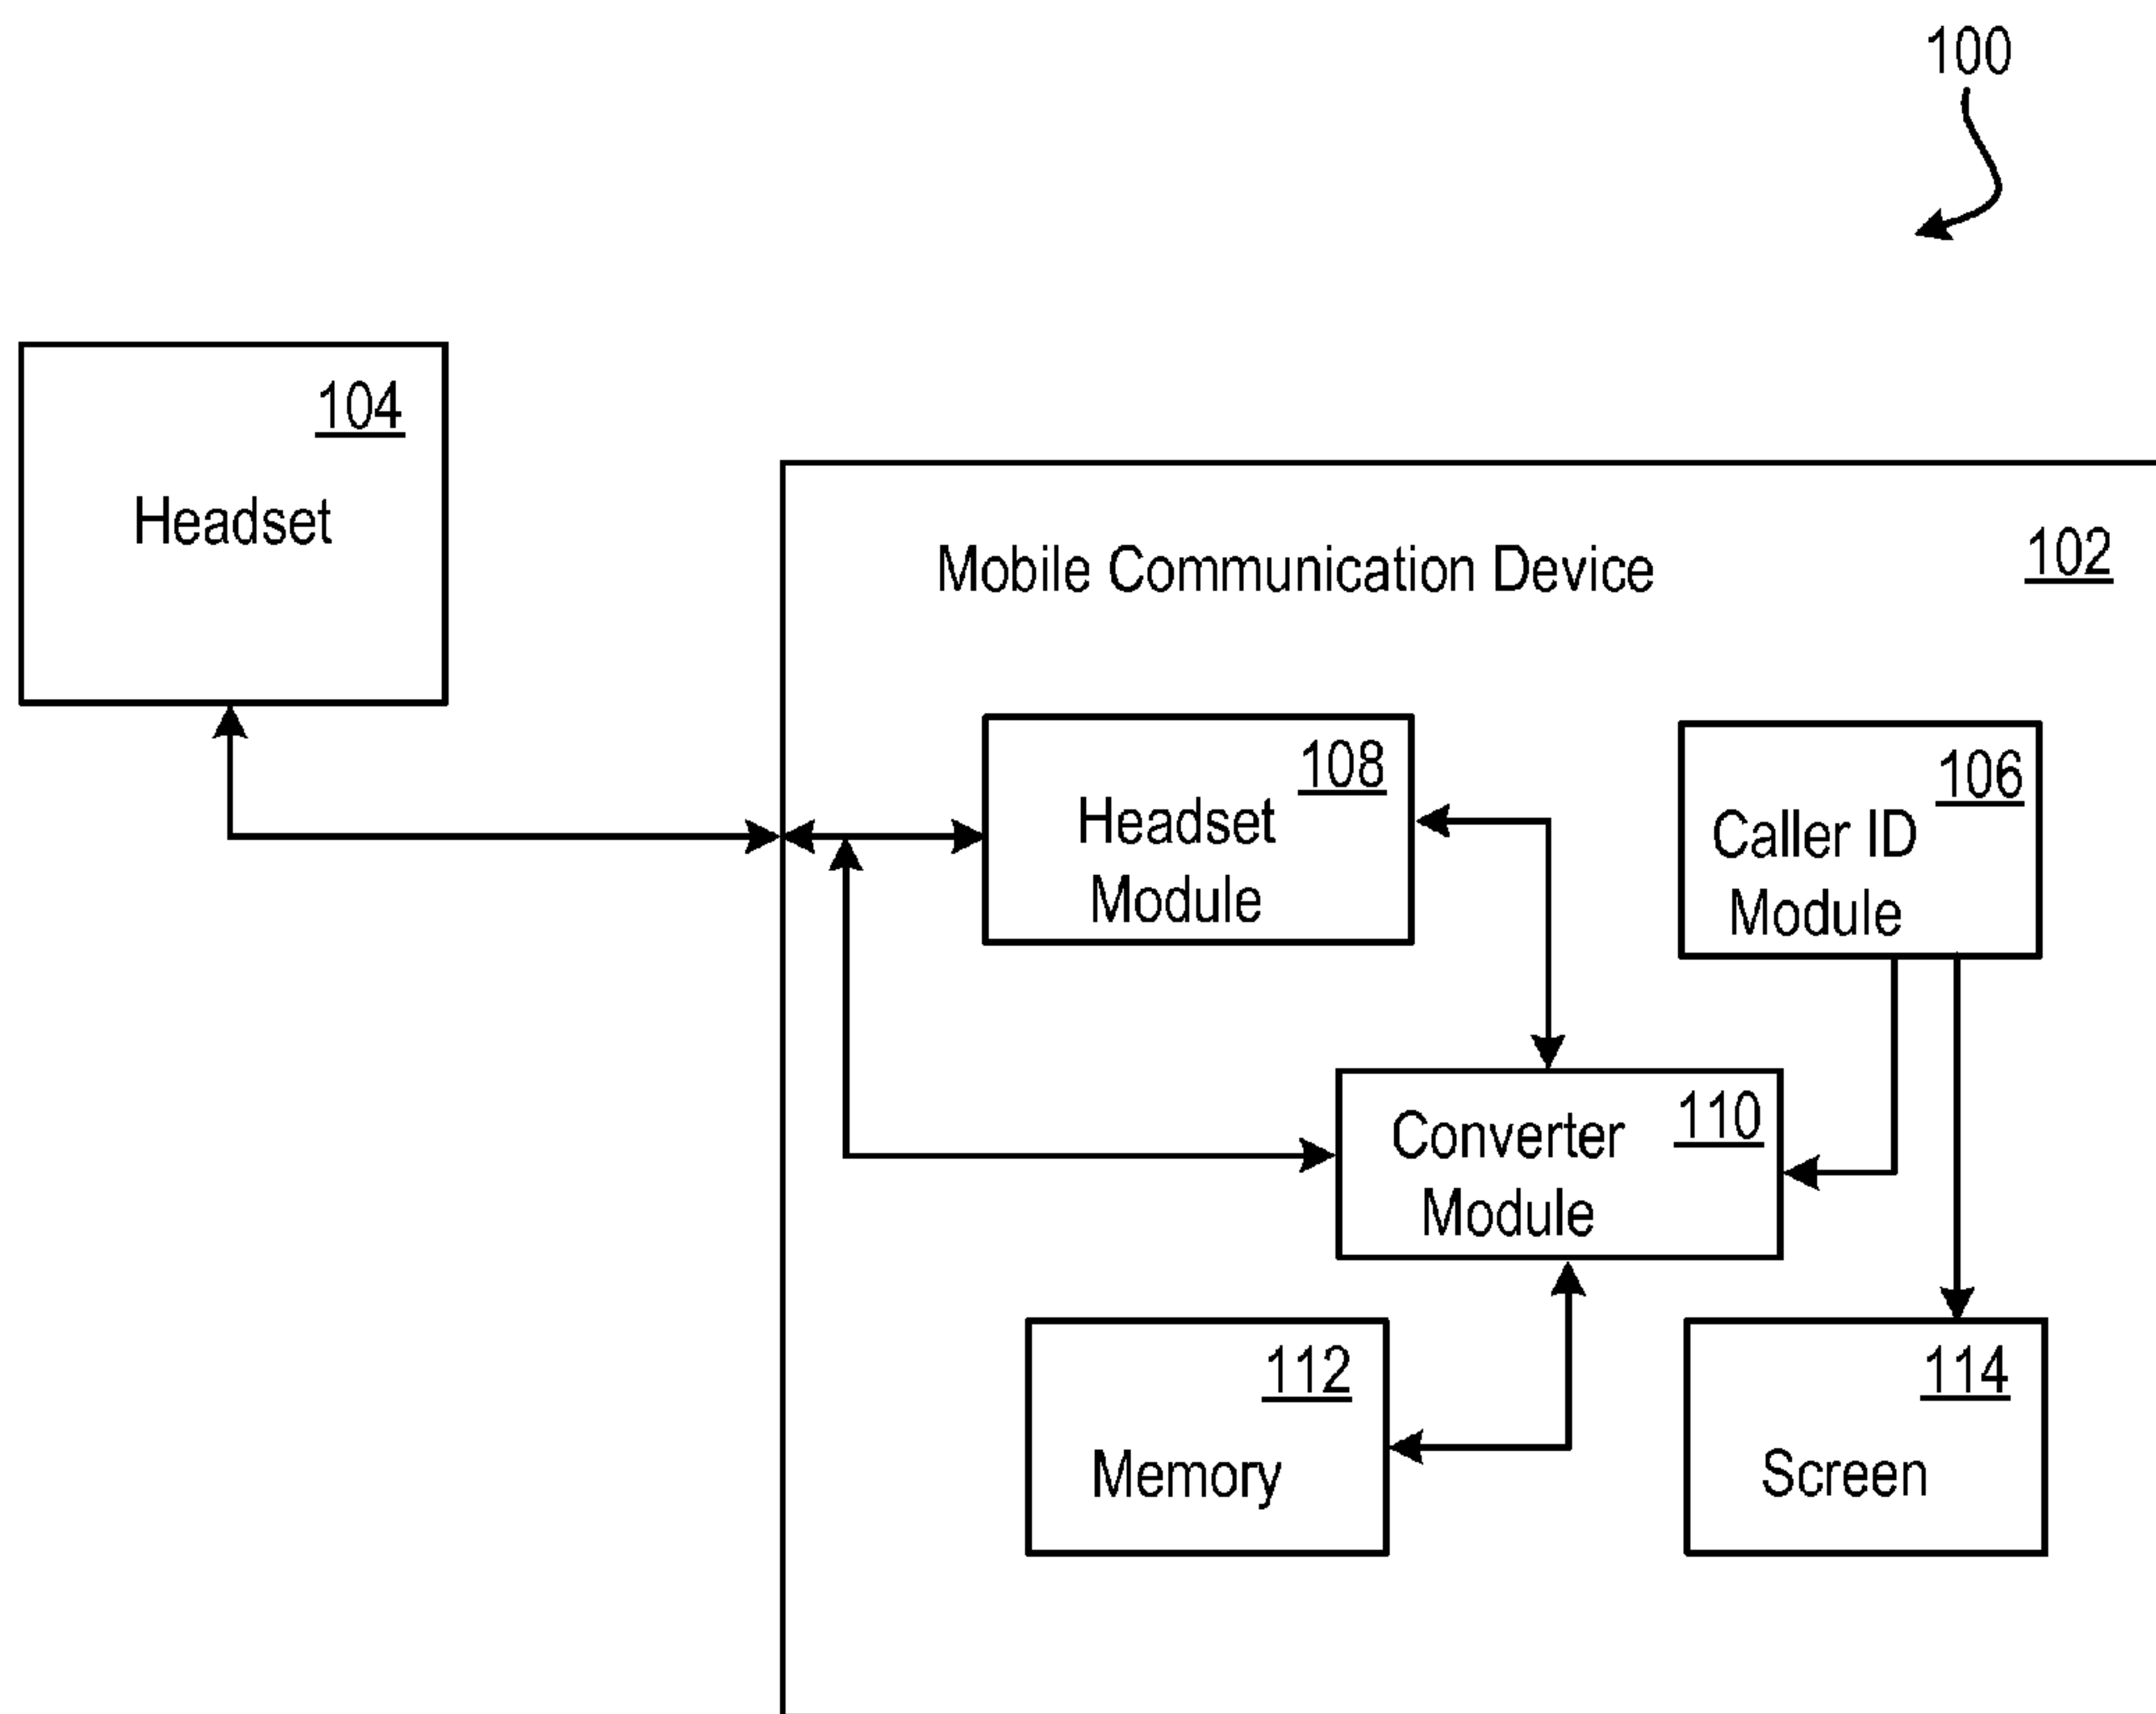 100
104
Headset
Mobile Communication Device
102
108
Headset
Module
106
Caller ID
Module
110
Converter
Module
112
Memory
114
Screen